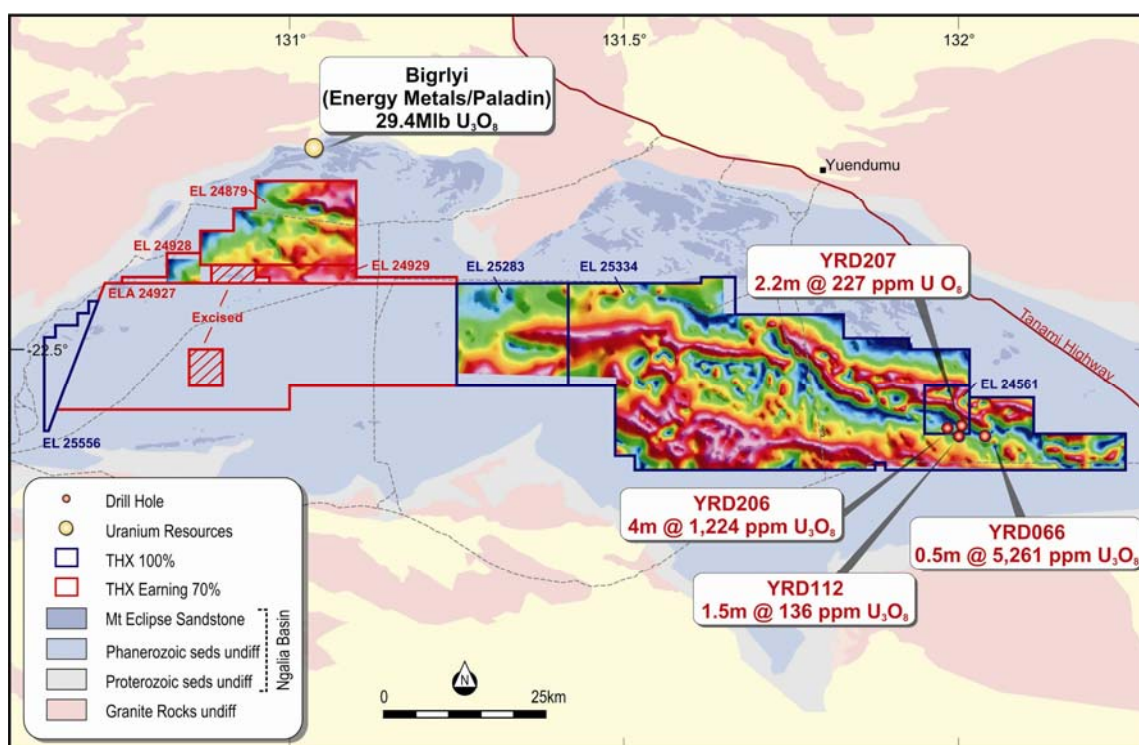 131°
131.5°
132°
Bigrlyi
(Energy Metals/Paladin)
29.4Mlb U₃O₈
Yuendumu
EL 24879
EL 24928
EL 24929
ELA 24927
EL 25283
EL 25334
YRD207
2.2m @ 227 ppm U O₈
Excised
Tanami Highway
-22.5°
EL 24561
EL 25556
YRD206
4m @ 1,224 ppm U₃O₈
YRD066
0.5m @ 5,261 ppm U₃O₈
YRD112
1.5m @ 136 ppm U₃O₈
Drill Hole
Uranium Resources
THX 100%
THX Earning 70%
Mt Eclipse Sandstone
Phanerozoic seds undiff
Proterozoic seds undiff
Ngalia Basin
Granite Rocks undiff
N
0
25km